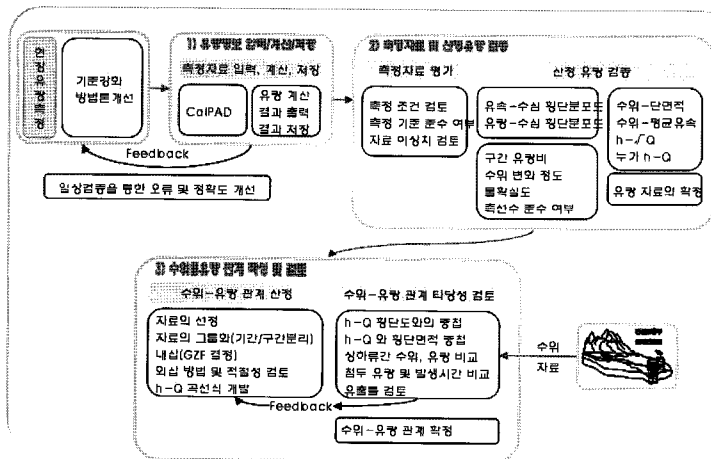 기준강화
방법론개선
1) 유량정보 입력/계산/저장
측정자료 입력, 계산, 저장
CalPAD
유량 계산
결과 출력
결과 저장
Feedback
일상검증을 통한 오류 및 정확도 개선
2) 측정자료 및 산정유량 검증
측정자료 평가
측정 조건 검토
측정 기준 준수 여부
자료 이상치 검토
산정 유량 검증
유속-수심 횡단분포도
유량-수심 횡단분포도
구간 유량비
수위 변화 정도
불확실도
측선수 준수 여부
수위-단면적
수위-평균유속
h-√Q
누가 h-Q
유량 자료의 확정
3) 수위-유량 관계 작성 및 검토
수위-유량 관계 산정
자료의 선정
자료의 그룹화(기간/구간분리)
내삽(GZF 결정)
외삽 방법 및 적절성 검토
h-Q 곡선식 개발
수위-유량 관계 타당성 검토
h-Q 횡단도와의 중첩
h-Q 와 횡단면적 중첩
상하류간 수위, 유량 비교
첨두 유량 및 발생시간 비교
유출률 검토
Feedback
수위-유량 관계 확정
수위
자료